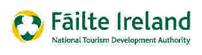 Fáilte Ireland
National Tourism Development Authority